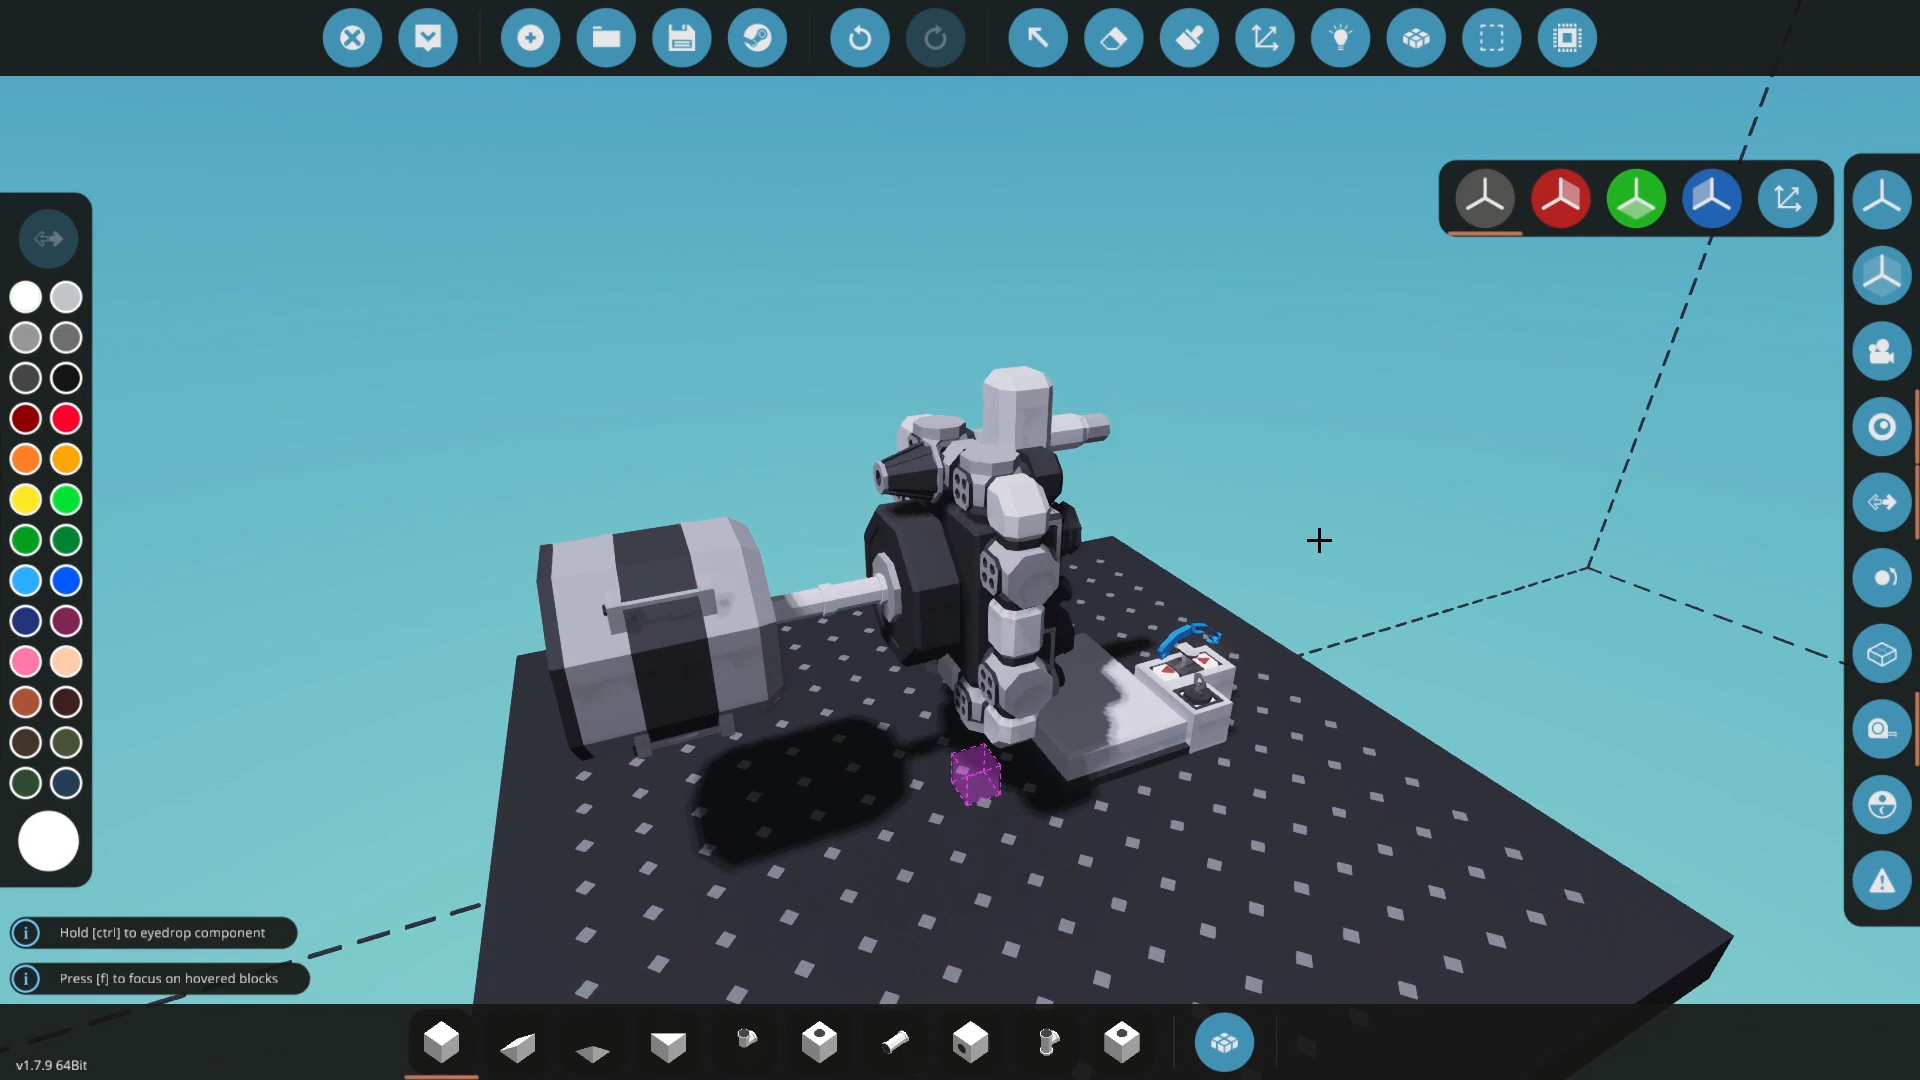 Hold [ctrl] to eyedrop component
Press [f] to focus on hovered blocks
v1.7.9 64Bit